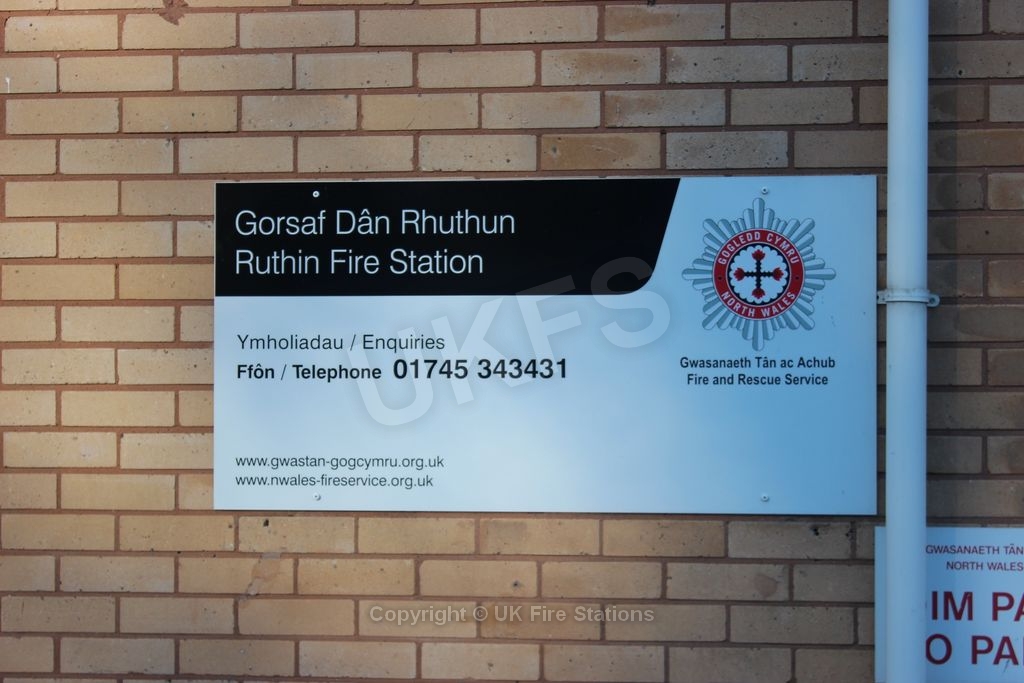 Gorsaf Dân Rhuthun
Ruthin Fire Station
GOGLEDD CYMRU
NORTH WALES
Gwasanaeth Tân ac Achub
Fire and Rescue Service
Ymholiadau / Enquiries
Ffôn / Telephone 01745 343431
www.gwastan-gogcymru.org.uk
www.nwales-fireservice.org.uk
UKFS
GWASANAETH TÂN
NORTH WALES
Copyright © UK Fire Stations